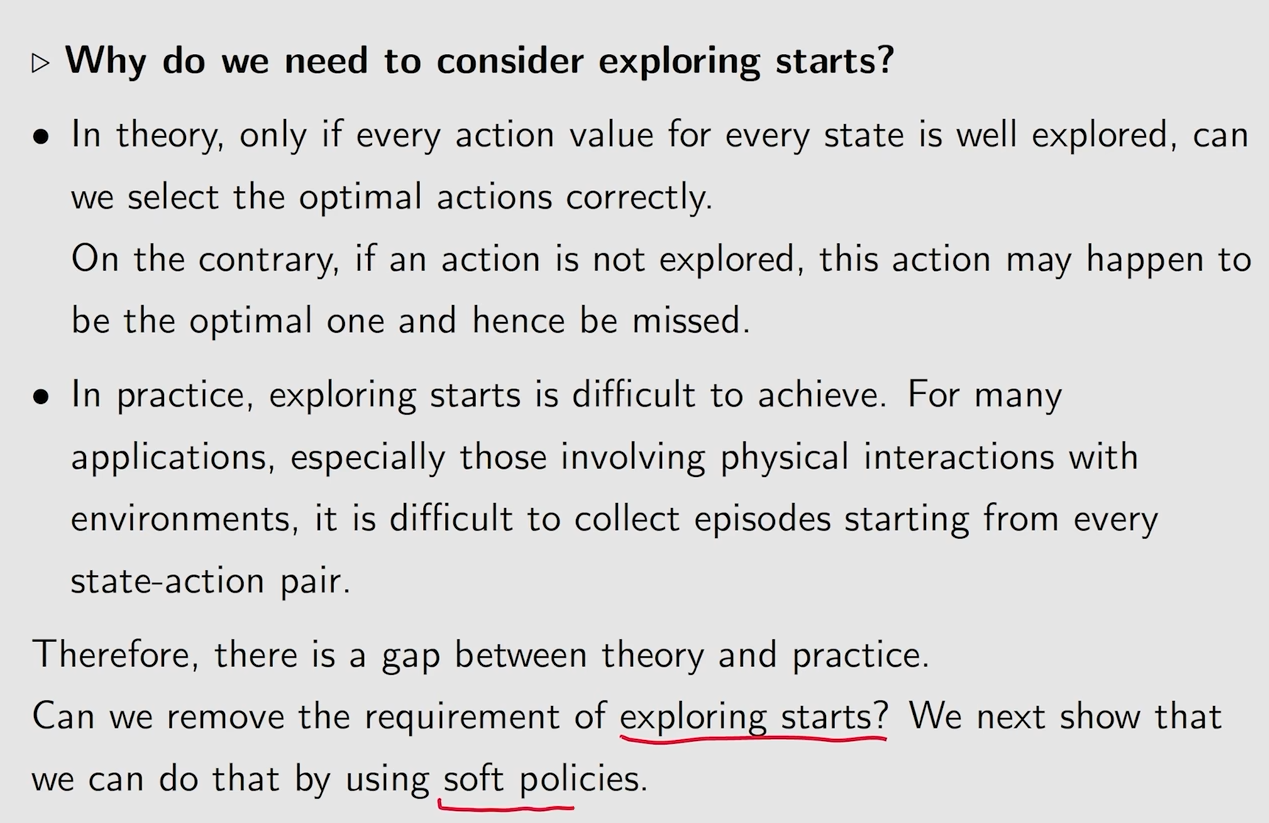 ▷ Why do we need to consider exploring starts?
• In theory, only if every action value for every state is well explored, can
we select the optimal actions correctly.
On the contrary, if an action is not explored, this action may happen to
be the optimal one and hence be missed.
• In practice, exploring starts is difficult to achieve. For many
applications, especially those involving physical interactions with
environments, it is difficult to collect episodes starting from every
state-action pair.
Therefore, there is a gap between theory and practice.
Can we remove the requirement of exploring starts? We next show that
we can do that by using soft policies.